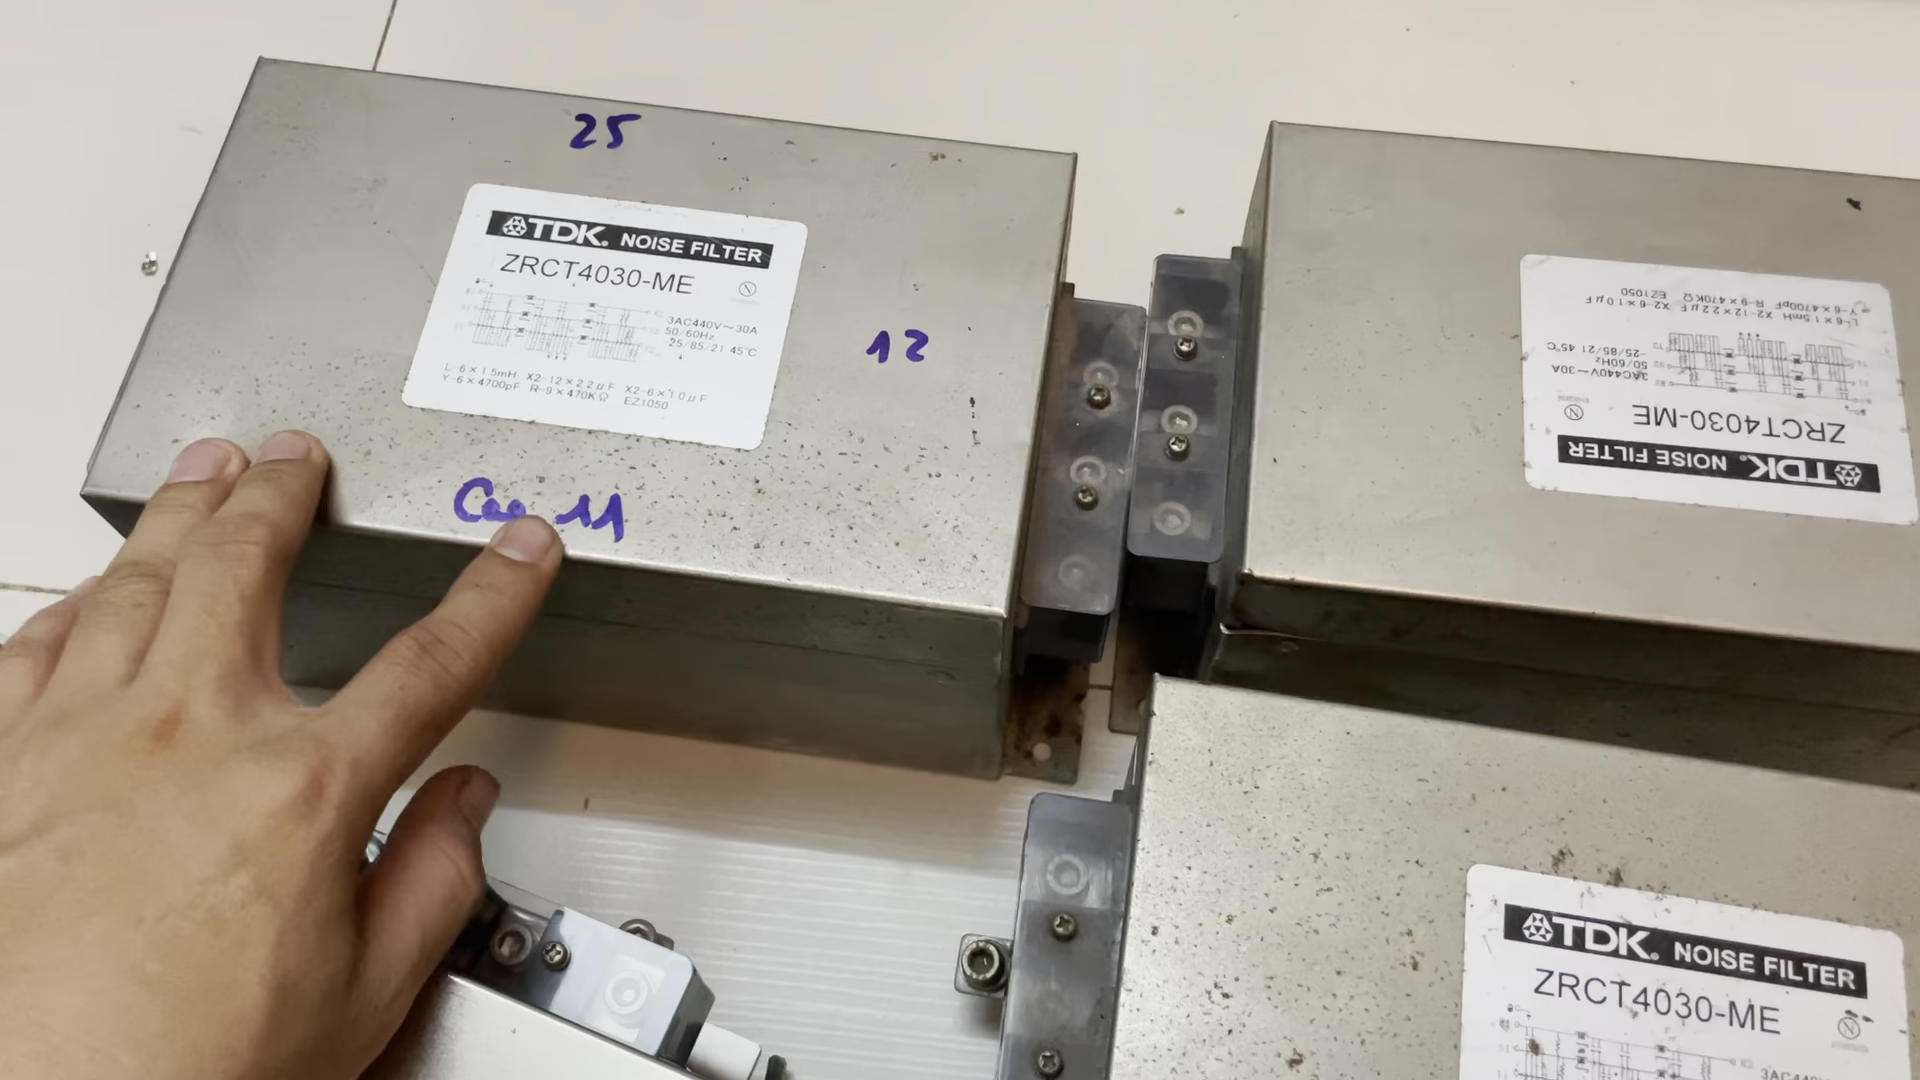 25
TDK. NOISE FILTER
ZRCT4030-ME
3AC440V~30A
50/60Hz
-25/85/21 45°C
L-6×1.5mH X2-12×2.2μF X2-6×1.0μF
Y-6×4700pF R-9×470KΩ EZ1050
12
Cao 11
TDK. NOISE FILTER
ZRCT4030-ME
3AC440V~30A
50/60Hz
-25/85/21 45°C
L-6×1.5mH X2-12×2.2μF X2-6×1.0μF
Y-6×4700pF R-9×470KΩ EZ1050
TDK. NOISE FILTER
ZRCT4030-ME